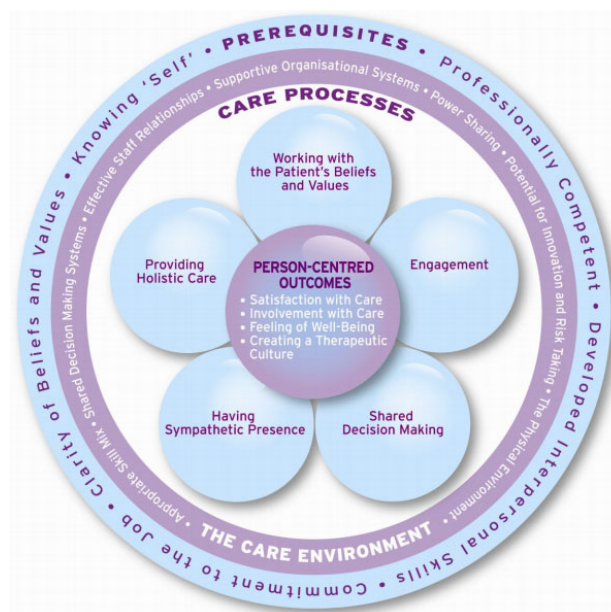 PREREQUISITES • Professionally Competent • Developed Interpersonal Skills • Commitment to the Job • Clarity of Beliefs and Values • Knowing ‘Self’ •
Supportive Organisational Systems • Power Sharing • Potential for Innovation and Risk Taking • The Physical Environment •
THE CARE ENVIRONMENT
• Appropriate Skill Mix • Shared Decision Making Systems • Effective Staff Relationships •
CARE PROCESSES
Working with
the Patient's Beliefs
and Values
Providing
Holistic Care
Engagement
PERSON-CENTRED
OUTCOMES
• Satisfaction with Care
• Involvement with Care
• Feeling of Well-Being
• Creating a Therapeutic
Culture
Having
Sympathetic Presence
Shared
Decision Making